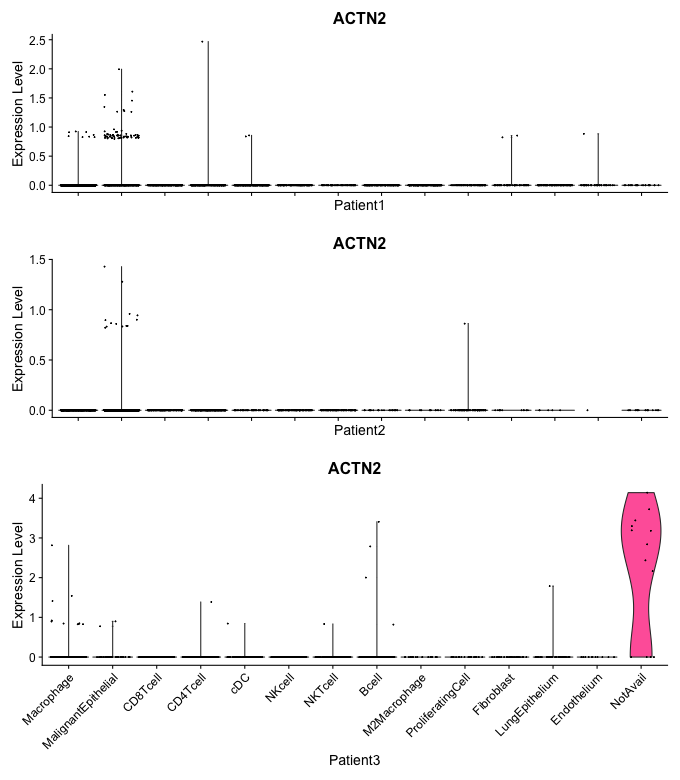 ACTN2
Expression Level
2.5
2.0
1.5
1.0
0.5
0.0
Patient1
ACTN2
Expression Level
1.5
1.0
0.5
0.0
Patient2
ACTN2
Expression Level
4
3
2
1
0
Macrophage
MalignantEpithelial
CD8Tcell
CD4Tcell
cDC
NKcell
NKTcell
Bcell
M2Macrophage
ProliferatingCell
Fibroblast
LungEpithelium
Endothelium
NotAvail
Patient3